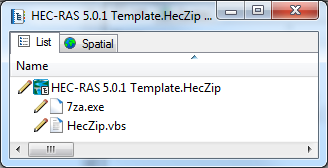 HEC-RAS 5.0.1 Template.HecZip ...
List
Spatial
Name
HEC-RAS 5.0.1 Template.HecZip
7za.exe
HecZip.vbs